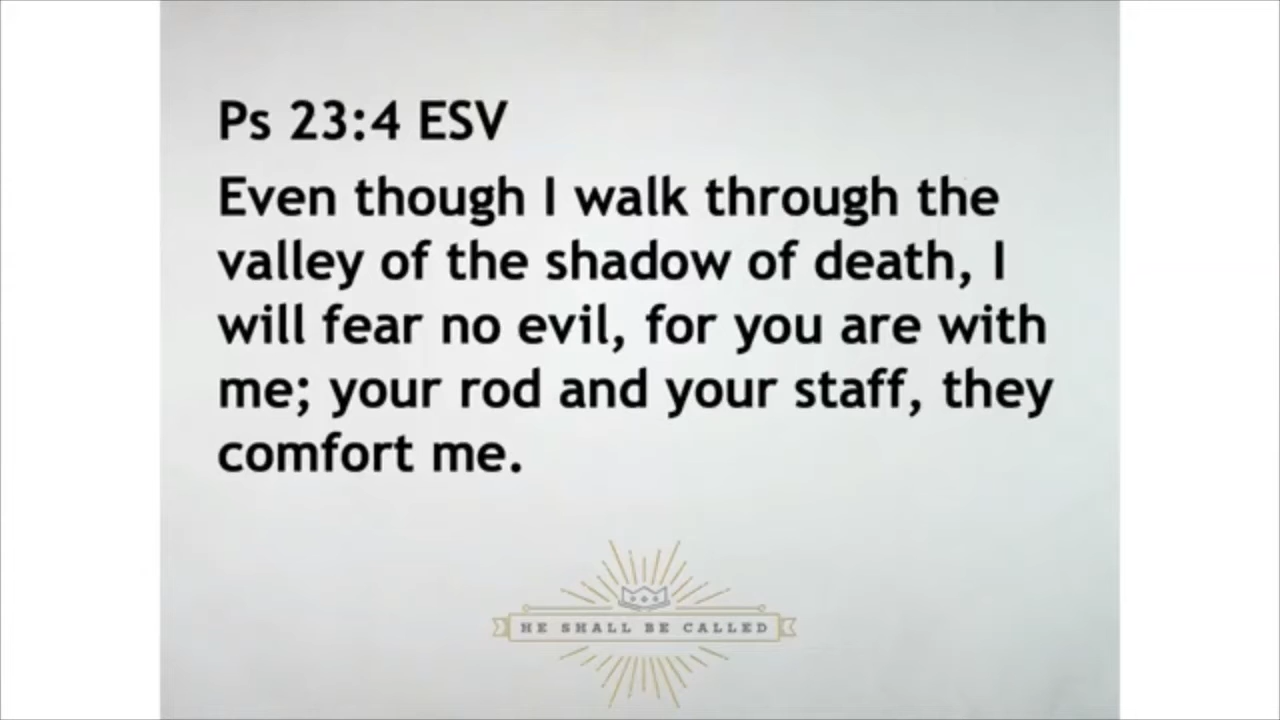 Ps 23:4 ESV
Even though I walk through the
valley of the shadow of death, I
will fear no evil, for you are with
me; your rod and your staff, they
comfort me.
HE SHALL BE CALLED